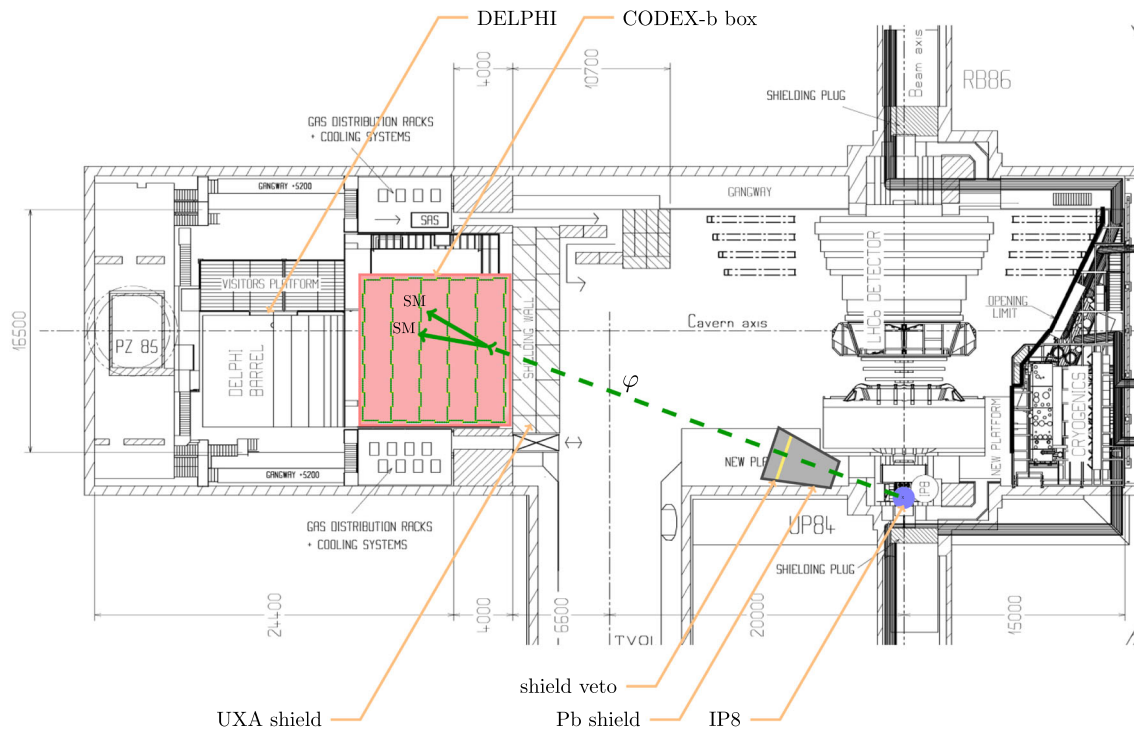 DELPHI
CODEX-b box
4000
10700
Beam axis
RB86
SHIELDING PLUG
GAS DISTRIBUTION RACKS
+ COOLING SYSTEMS
GANGWAY +5200
GANGWAY
SAS
16500
VISITORS PLATFORM
LHCb DETECTOR
OPENING
LIMIT
SM
SM
Cavern axis
PZ 85
DELPHI
BARREL
SHIELDING WALL
φ
CRYOGENICS
NEW PLATFORM
NEW PLA
GANGWAY +5200
IP8
UP84
GAS DISTRIBUTION RACKS
+ COOLING SYSTEMS
SHIELDING PLUG
24400
4000
6600
20000
15000
shield veto
UXA shield
Pb shield
IP8